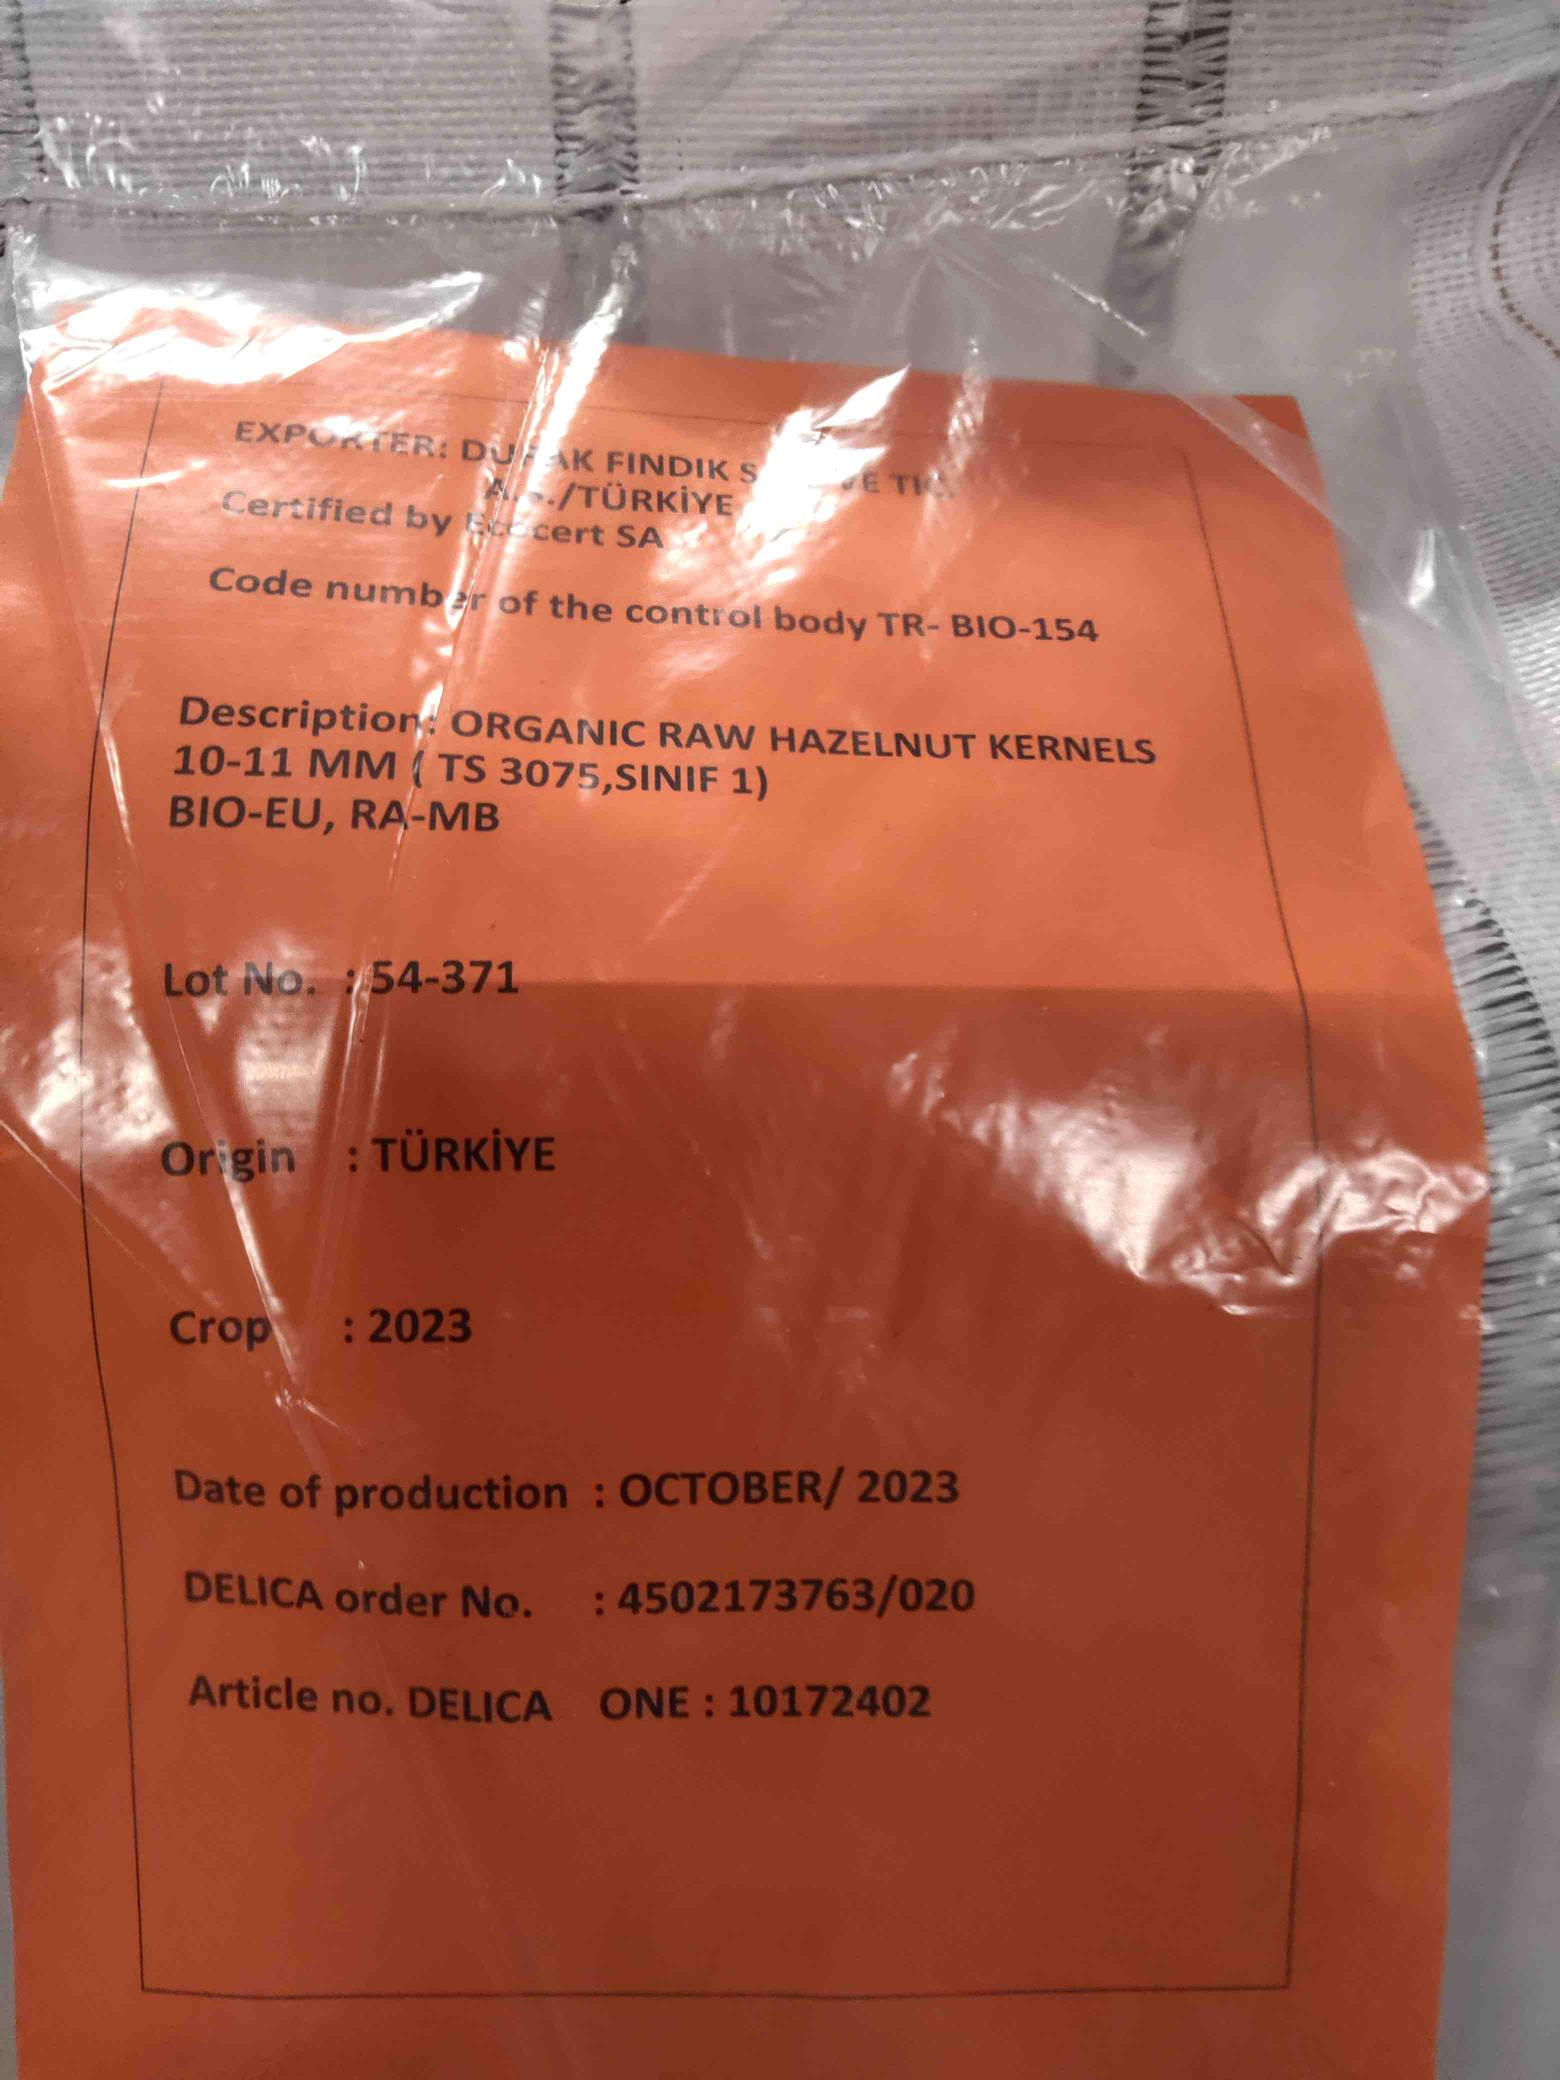 EXPORTER: DURAK FINDIK VE TIC.
A.S./TÜRKİYE
Certified by Ecocert SA
Code number of the control body TR- BIO-154
Description: ORGANIC RAW HAZELNUT KERNELS
10-11 MM ( TS 3075,SINIF 1)
BIO-EU, RA-MB
Lot No. : 54-371
Origin : TÜRKİYE
Crop : 2023
Date of production : OCTOBER/ 2023
DELICA order No. : 4502173763/020
Article no. DELICA ONE : 10172402